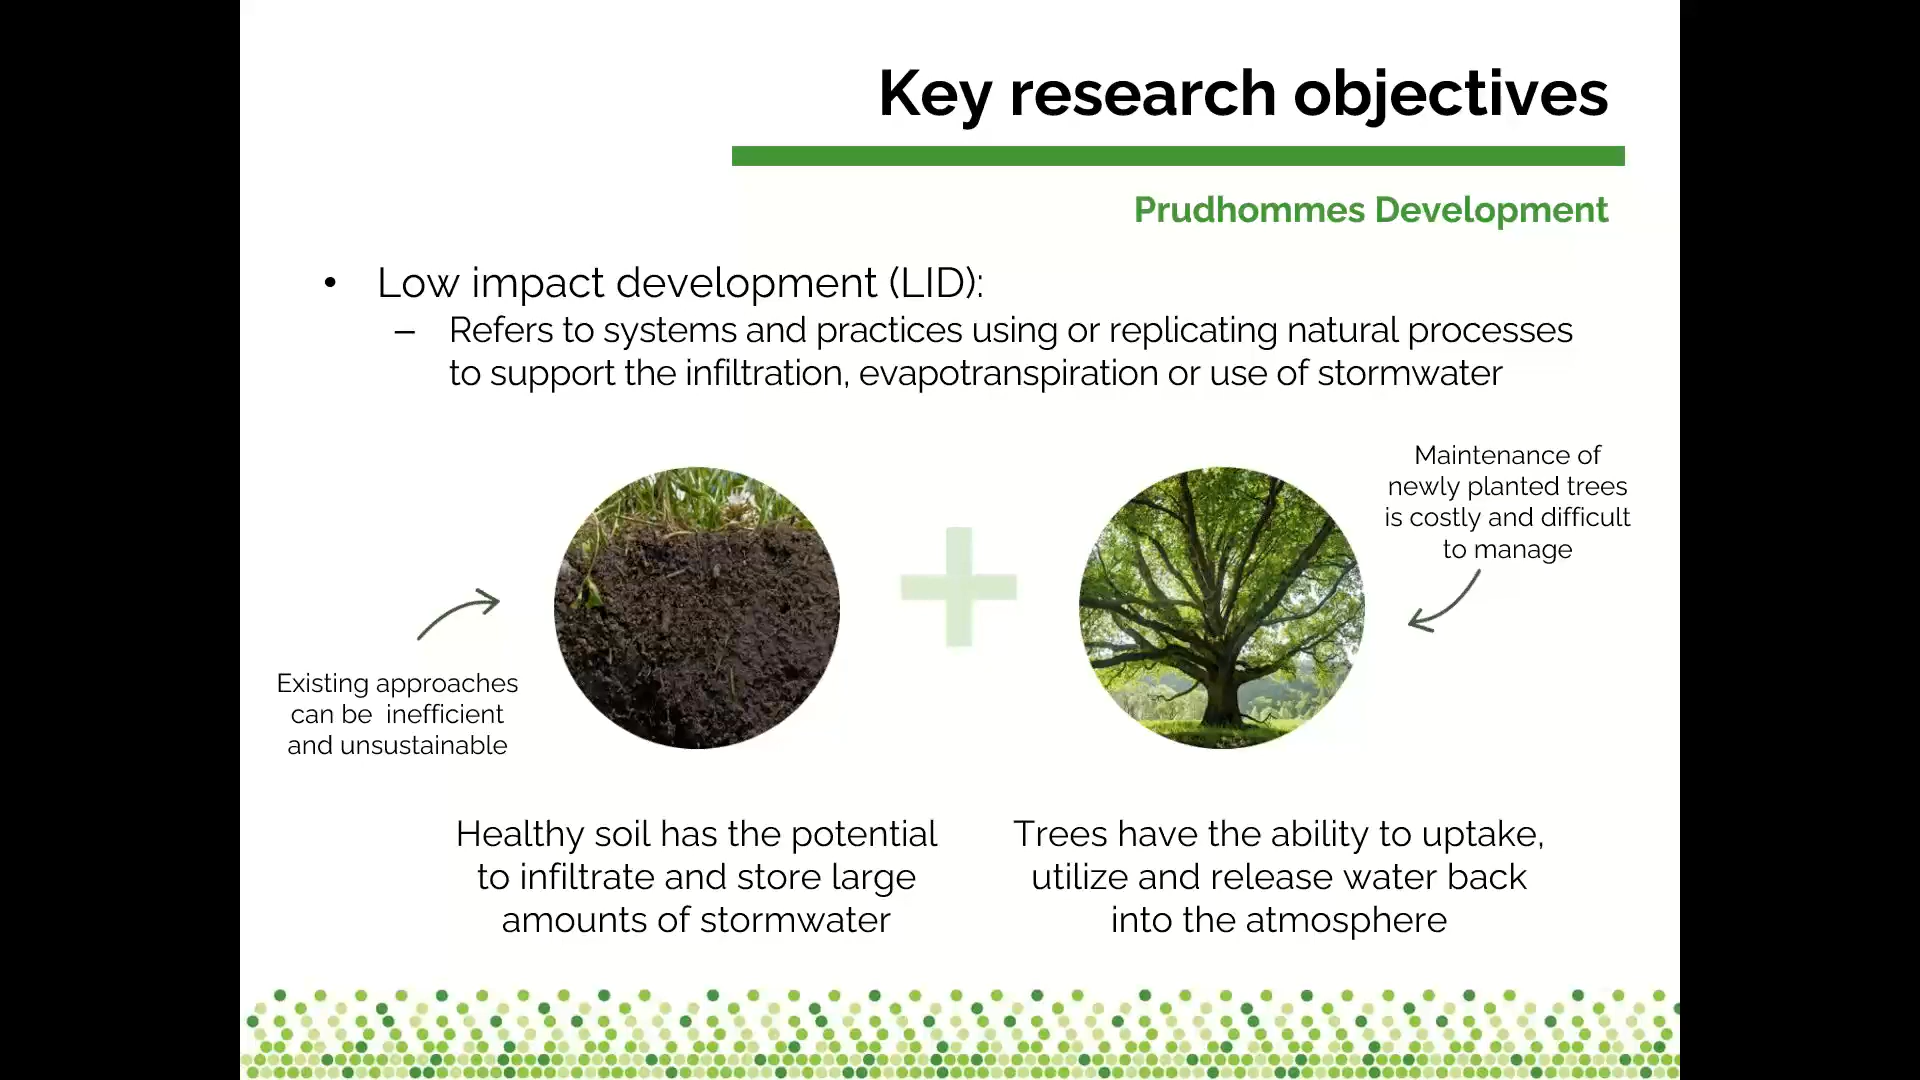 Key research objectives
Prudhommes Development
• Low impact development (LID):
– Refers to systems and practices using or replicating natural processes
to support the infiltration, evapotranspiration or use of stormwater
Maintenance of
newly planted trees
is costly and difficult
to manage
Existing approaches
can be inefficient
and unsustainable
Healthy soil has the potential
to infiltrate and store large
amounts of stormwater
Trees have the ability to uptake,
utilize and release water back
into the atmosphere